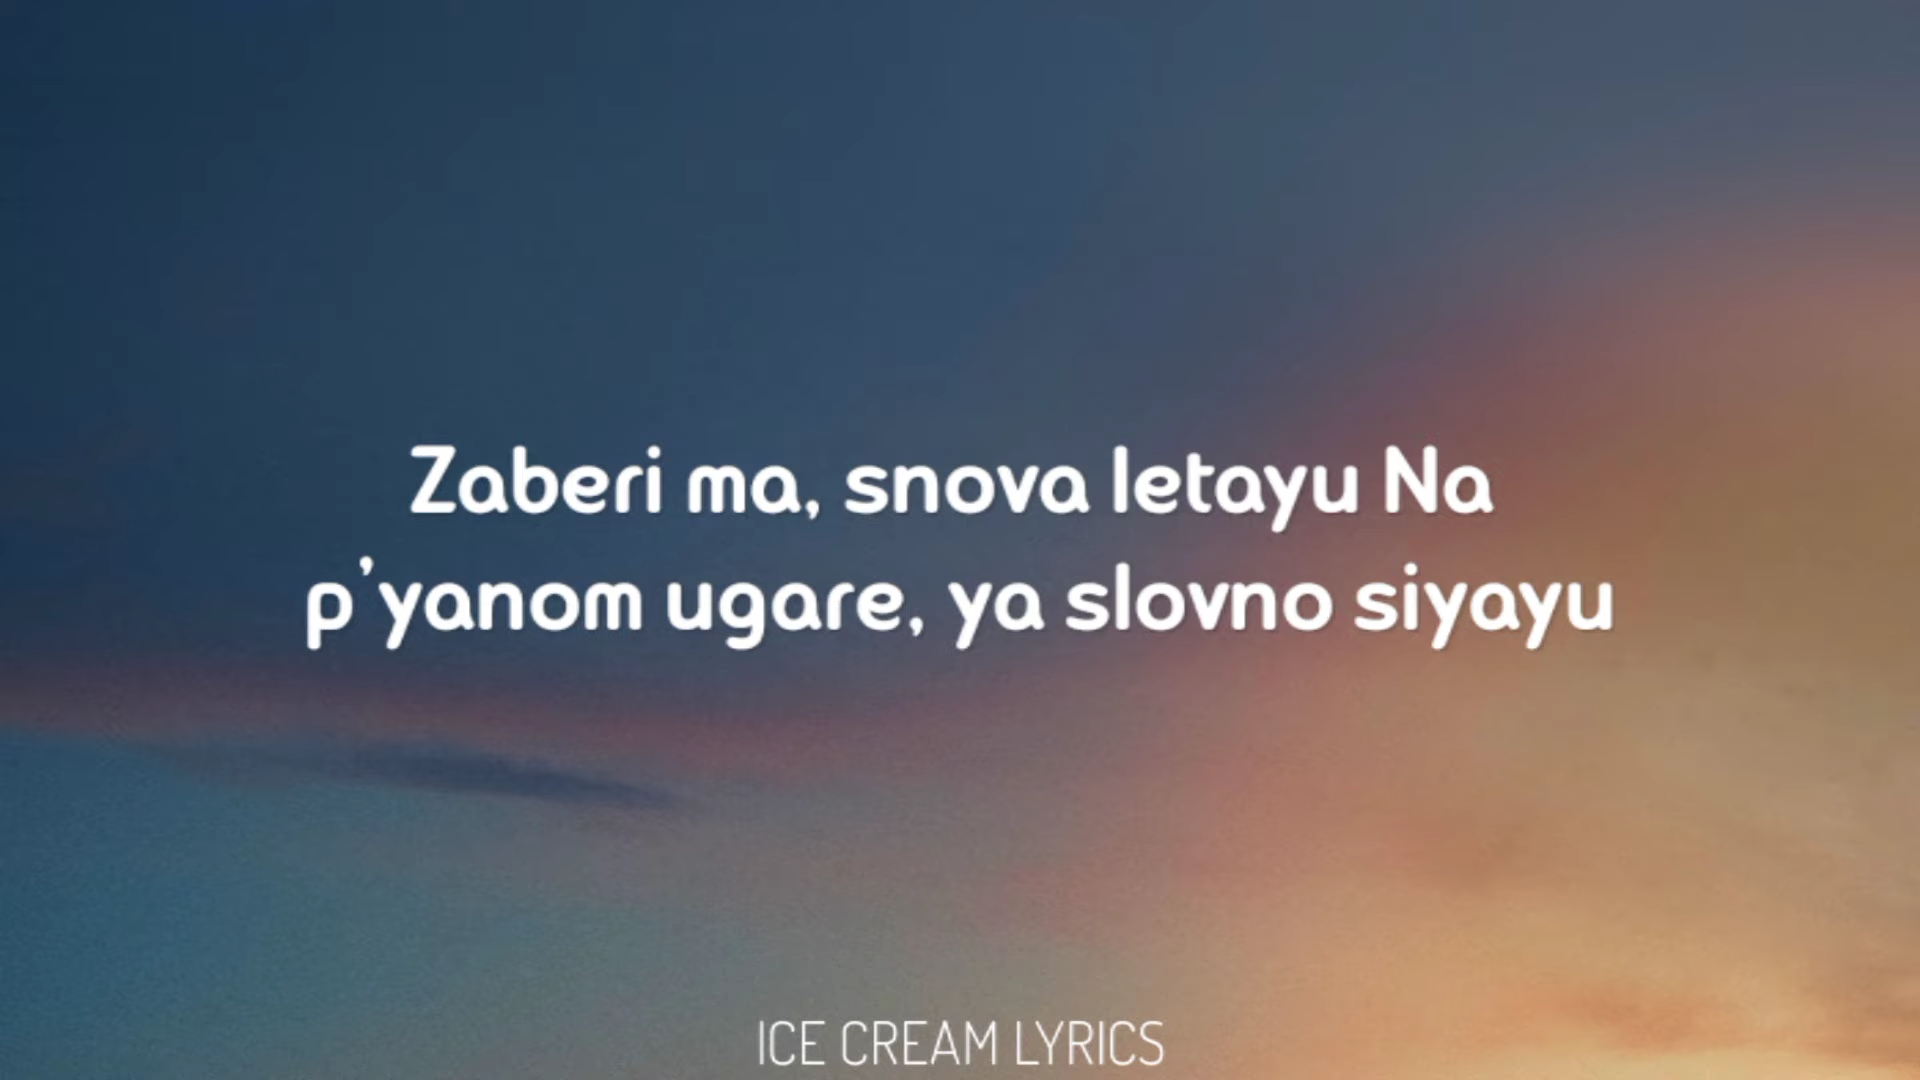 Zaberi ma, snova letayu Na
p'yanom ugare, ya slovno siyayu
ICE CREAM LYRICS